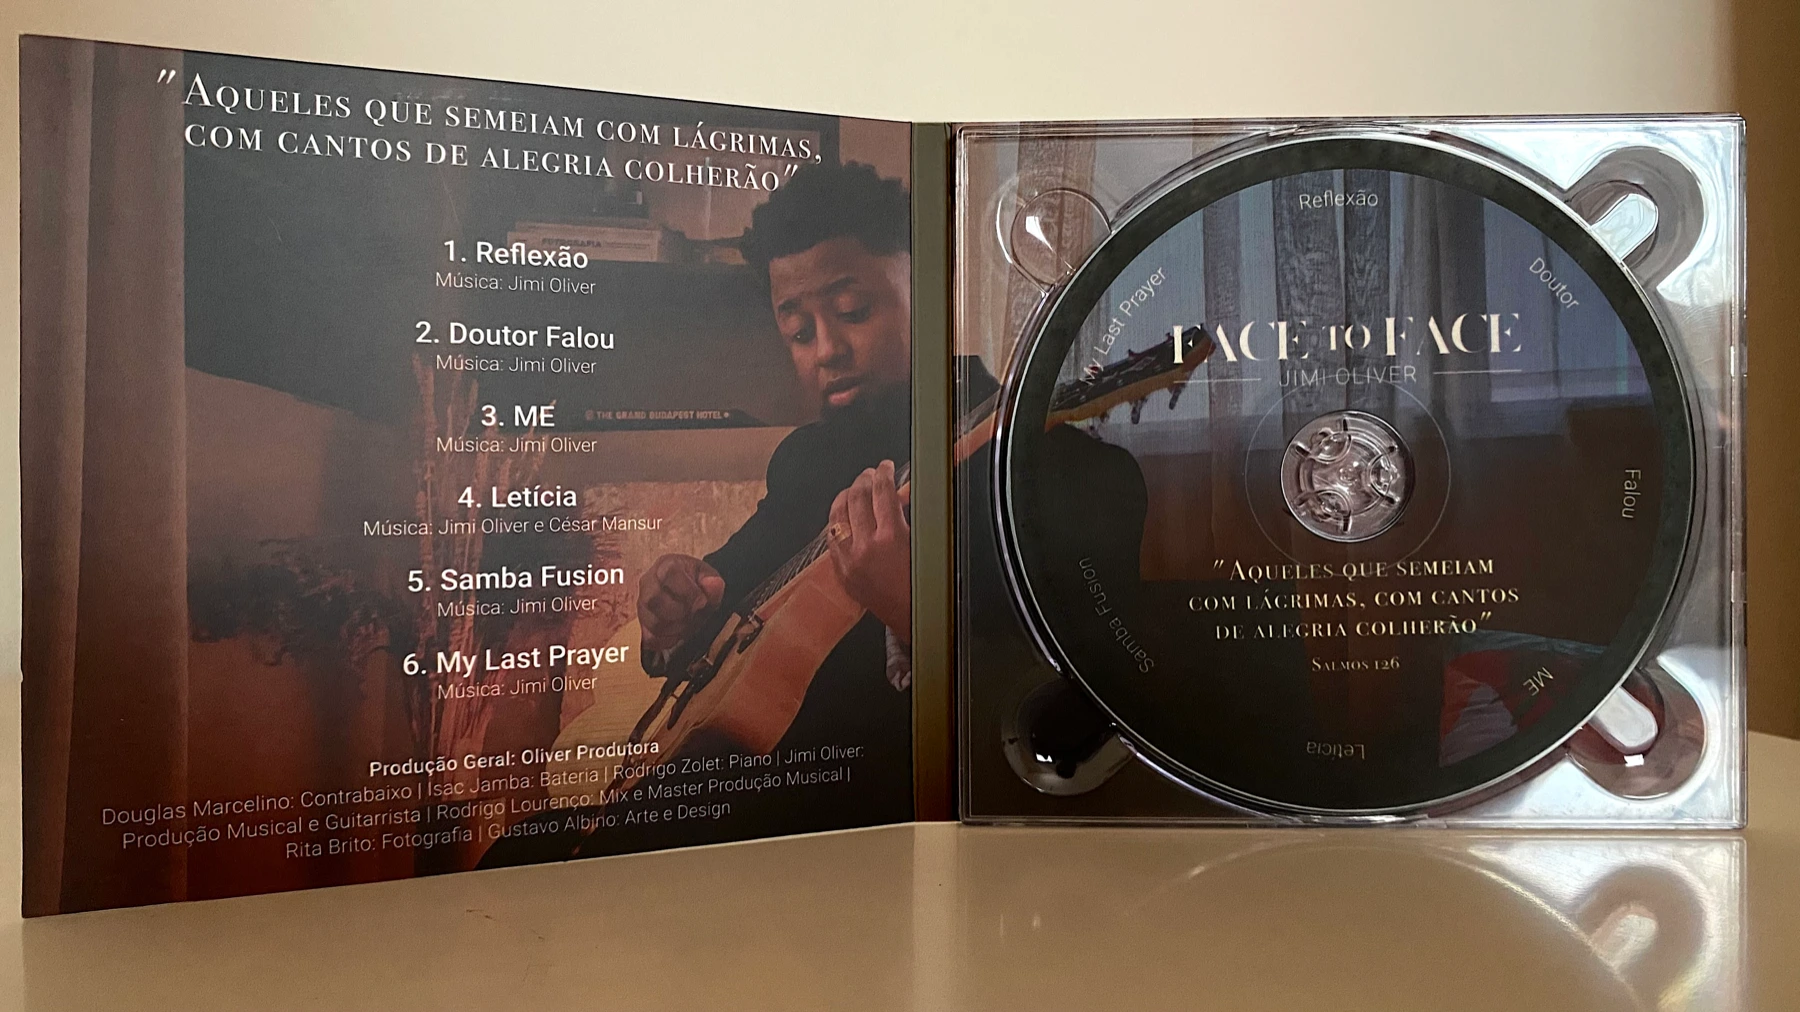 "Aqueles que semeiam com lágrimas,
com cantos de alegria colherão"
1. Reflexão
Música: Jimi Oliver
2. Doutor Falou
Música: Jimi Oliver
3. ME
Música: Jimi Oliver
4. Letícia
Música: Jimi Oliver e César Mansur
5. Samba Fusion
Música: Jimi Oliver
6. My Last Prayer
Música: Jimi Oliver
Produção Geral: Oliver Produtora
Douglas Marcelino: Contrabaixo | Isac Jamba: Bateria | Rodrigo Zolet: Piano | Jimi Oliver:
Produção Musical e Guitarrista | Rodrigo Lourenço: Mix e Master Produção Musical |
Rita Brito: Fotografia | Gustavo Albino: Arte e Design
FOTOGRAFIA
THE GRAND BUDAPEST HOTEL
Reflexão
Doutor
Falou
ME
Letícia
Samba Fusion
My Last Prayer
FACE TO FACE
JIMI OLIVER
"Aqueles que semeiam
com lágrimas, com cantos
de alegria colherão"
Salmos 126